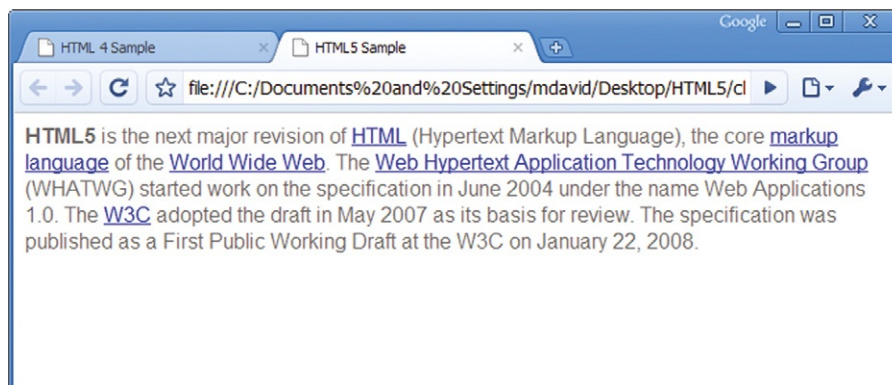 Google
HTML 4 Sample
HTML5 Sample
file:///C:/Documents%20and%20Settings/mdavid/Desktop/HTML5/cl
HTML5 is the next major revision of HTML (Hypertext Markup Language), the core markup
language of the World Wide Web. The Web Hypertext Application Technology Working Group
(WHATWG) started work on the specification in June 2004 under the name Web Applications
1.0. The W3C adopted the draft in May 2007 as its basis for review. The specification was
published as a First Public Working Draft at the W3C on January 22, 2008.